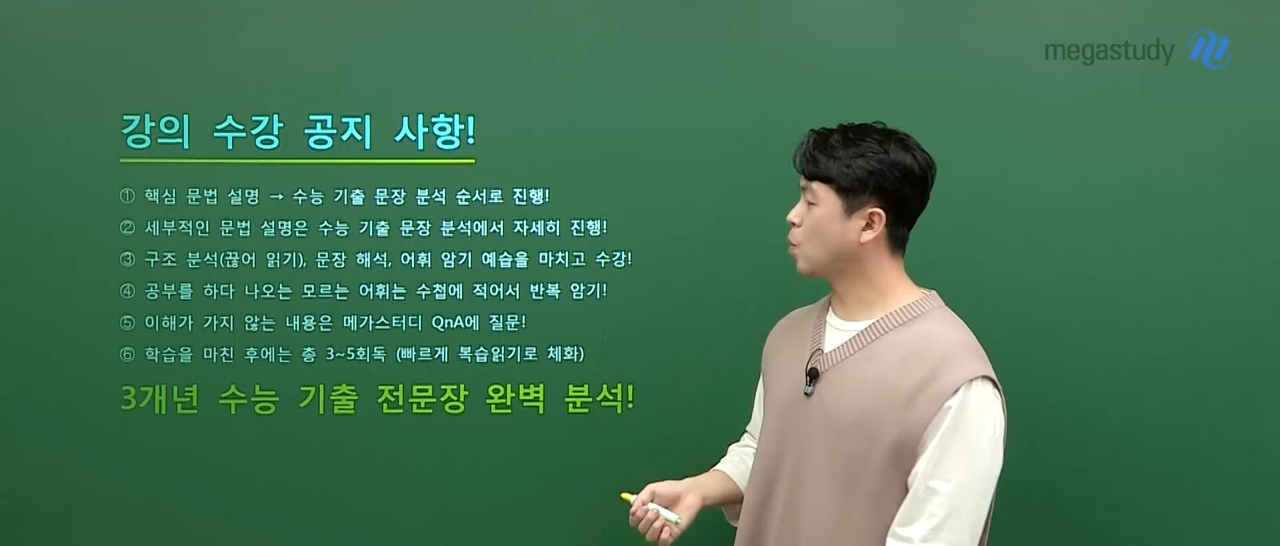 megastudy
강의 수강 공지 사항!
① 핵심 문법 설명 → 수능 기출 문장 분석 순서로 진행!
② 세부적인 문법 설명은 수능 기출 문장 분석에서 자세히 진행!
③ 구조 분석(끊어 읽기), 문장 해석, 어휘 암기 예습을 마치고 수강!
④ 공부를 하다 나오는 모르는 어휘는 수첩에 적어서 반복 암기!
⑤ 이해가 가지 않는 내용은 메가스터디 QnA에 질문!
⑥ 학습을 마친 후에는 총 3~5회독 (빠르게 복습읽기로 체화)
3개년 수능 기출 전문장 완벽 분석!